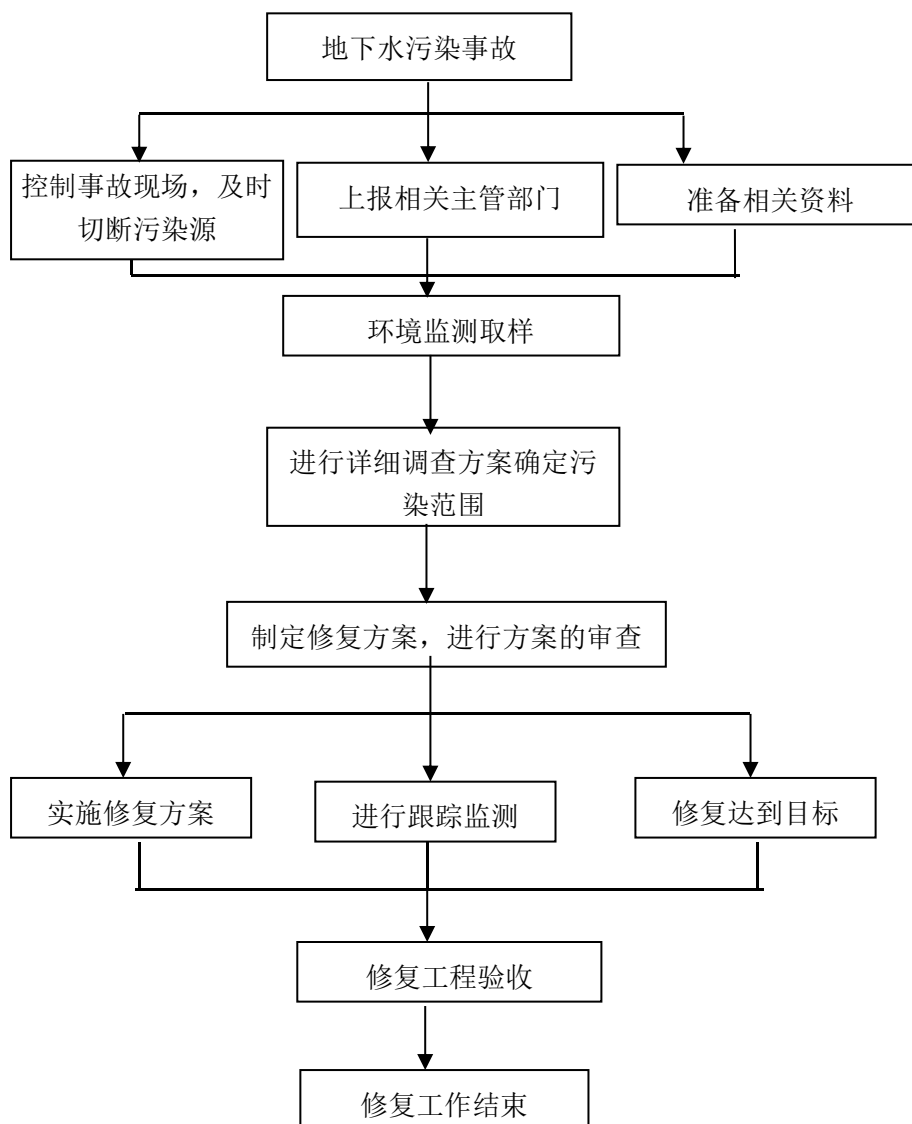 地下水污染事故
控制事故现场，及时
切断污染源
上报相关主管部门
准备相关资料
环境监测取样
进行详细调查方案确定污
染范围
制定修复方案，进行方案的审查
实施修复方案
进行跟踪监测
修复达到目标
修复工程验收
修复工作结束